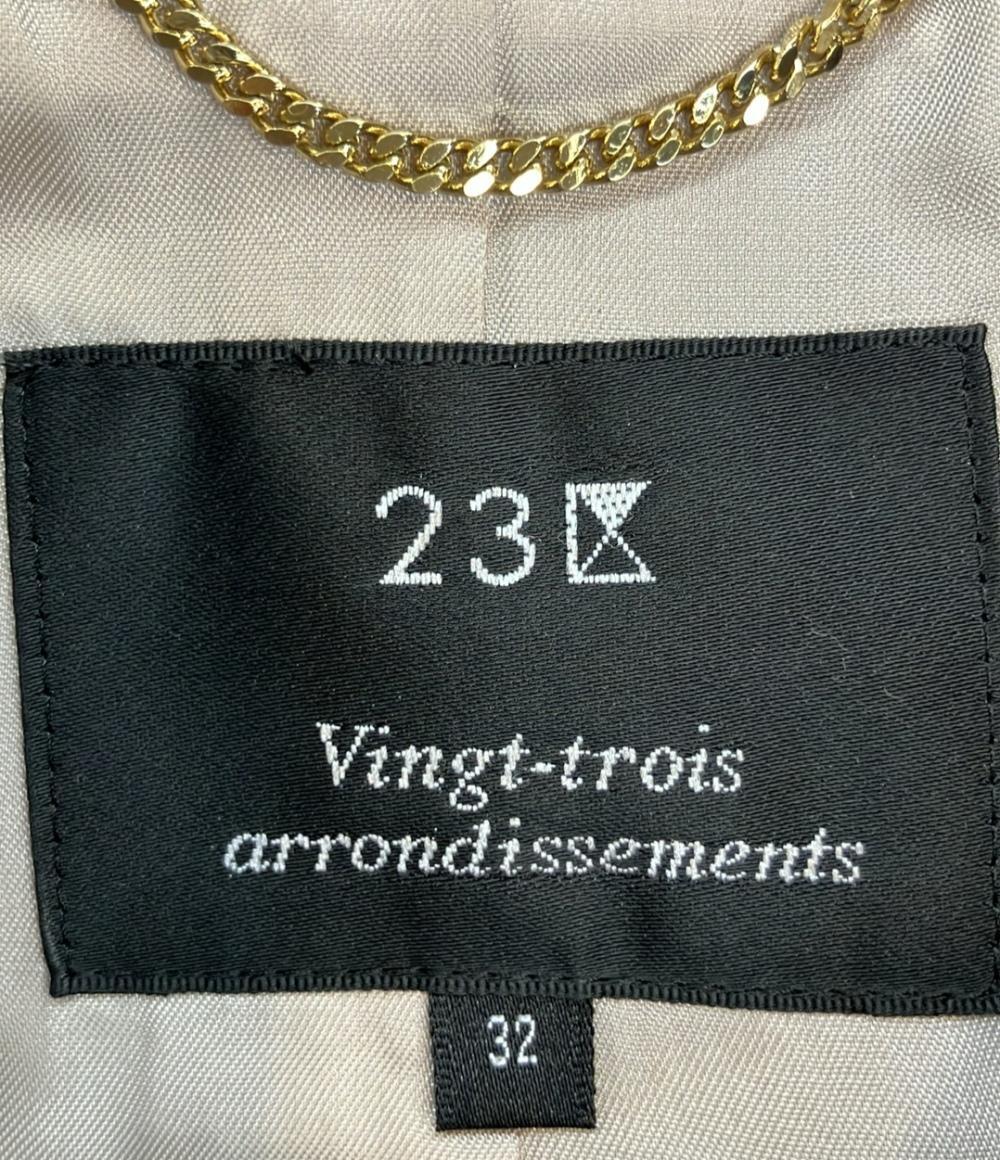 23区
Vingt-trois
arrondissements
32